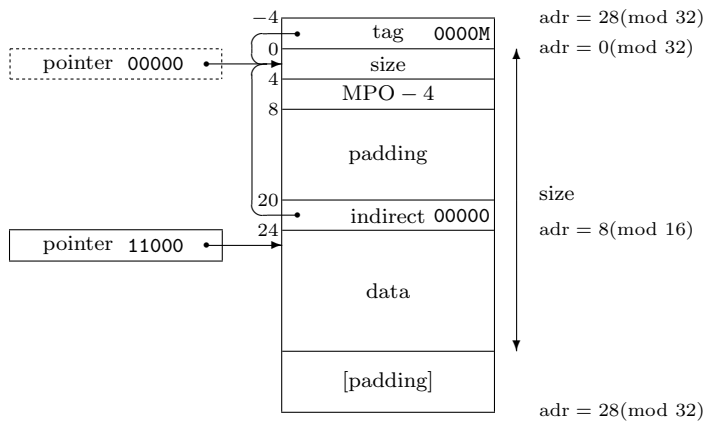 −4
tag 0000M
adr = 28(mod 32)
0
adr = 0(mod 32)
pointer 00000
size
4
MPO − 4
8
padding
size
20
indirect 00000
24
adr = 8(mod 16)
pointer 11000
data
[padding]
adr = 28(mod 32)